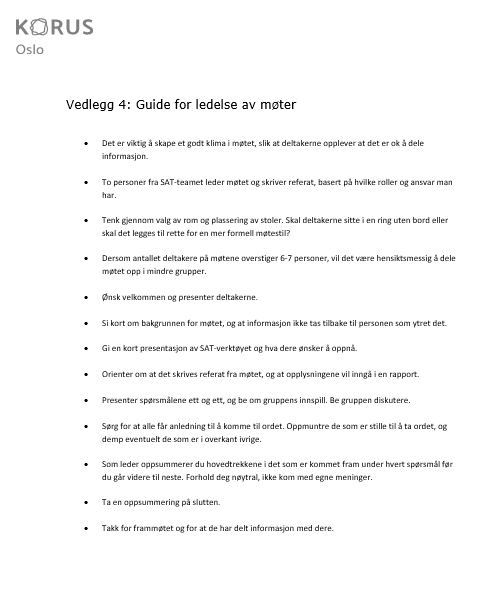 KORUS
Oslo
Vedlegg 4: Guide for ledelse av møter
• Det er viktig å skape et godt klima i møtet, slik at deltakerne opplever at det er ok å dele
informasjon.
• To personer fra SAT-teamet leder møtet og skriver referat, basert på hvilke roller og ansvar man
har.
• Tenk gjennom valg av rom og plassering av stoler. Skal deltakerne sitte i en ring uten bord eller
skal det legges til rette for en mer formell møtestil?
• Dersom antallet deltakere på møtene overstiger 6-7 personer, vil det være hensiktsmessig å dele
møtet opp i mindre grupper.
• Ønsk velkommen og presenter deltakerne.
• Si kort om bakgrunnen for møtet, og at informasjon ikke tas tilbake til personen som ytret det.
• Gi en kort presentasjon av SAT-verktøyet og hva dere ønsker å oppnå.
• Orienter om at det skrives referat fra møtet, og at opplysningene vil inngå i en rapport.
• Presenter spørsmålene ett og ett, og be om gruppens innspill. Be gruppen diskutere.
• Sørg for at alle får anledning til å komme til ordet. Oppmuntre de som er stille til å ta ordet, og
demp eventuelt de som er i overkant ivrige.
• Som leder oppsummerer du hovedtrekkene i det som er kommet fram under hvert spørsmål før
du går videre til neste. Forhold deg nøytral, ikke kom med egne meninger.
• Ta en oppsummering på slutten.
• Takk for frammøtet og for at de har delt informasjon med dere.